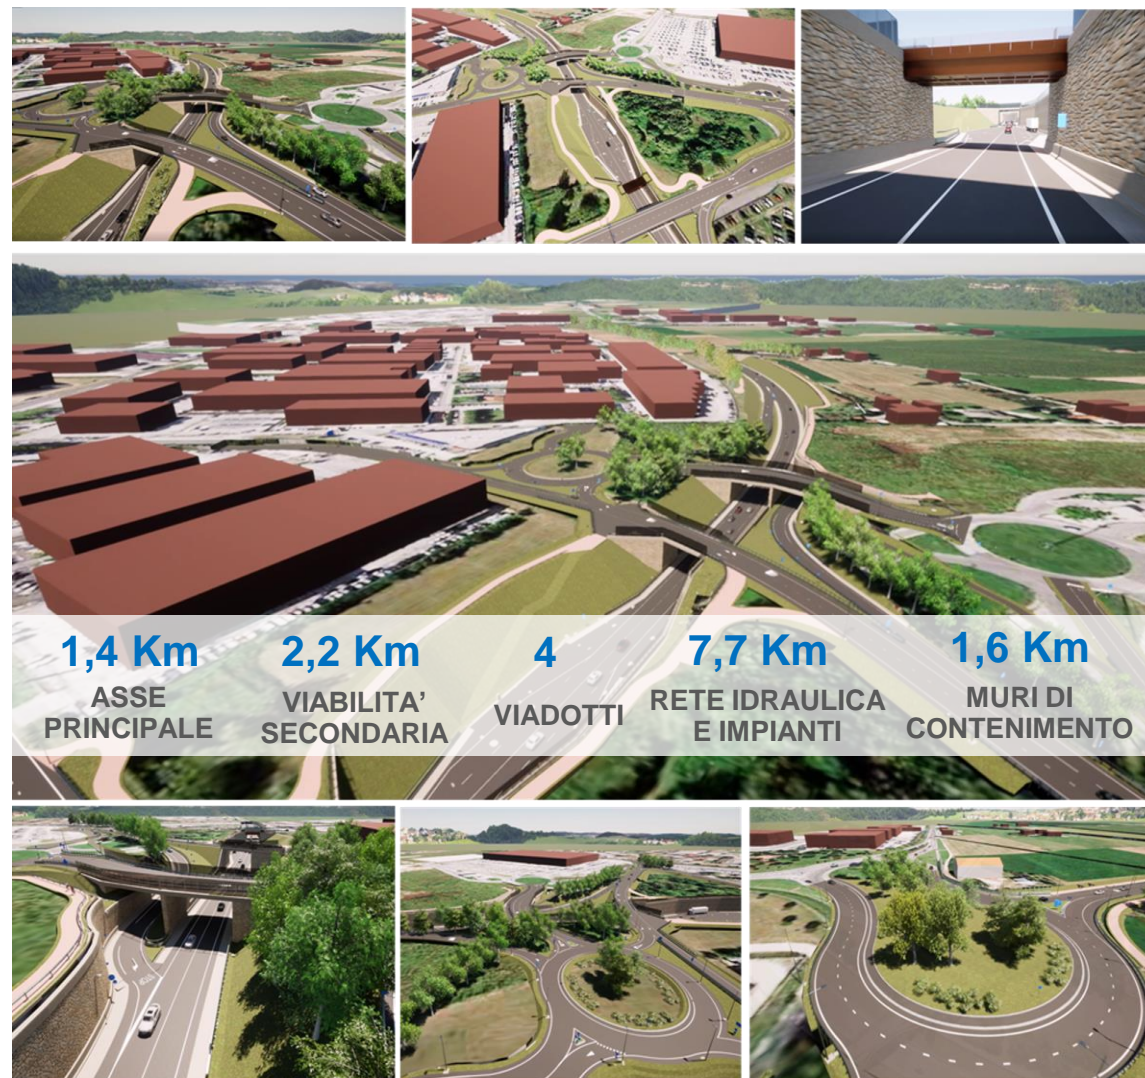 1,4 Km
ASSE
PRINCIPALE
2,2 Km
VIABILITA’
SECONDARIA
4
VIADOTTI
7,7 Km
RETE IDRAULICA
E IMPIANTI
1,6 Km
MURI DI
CONTENIMENTO